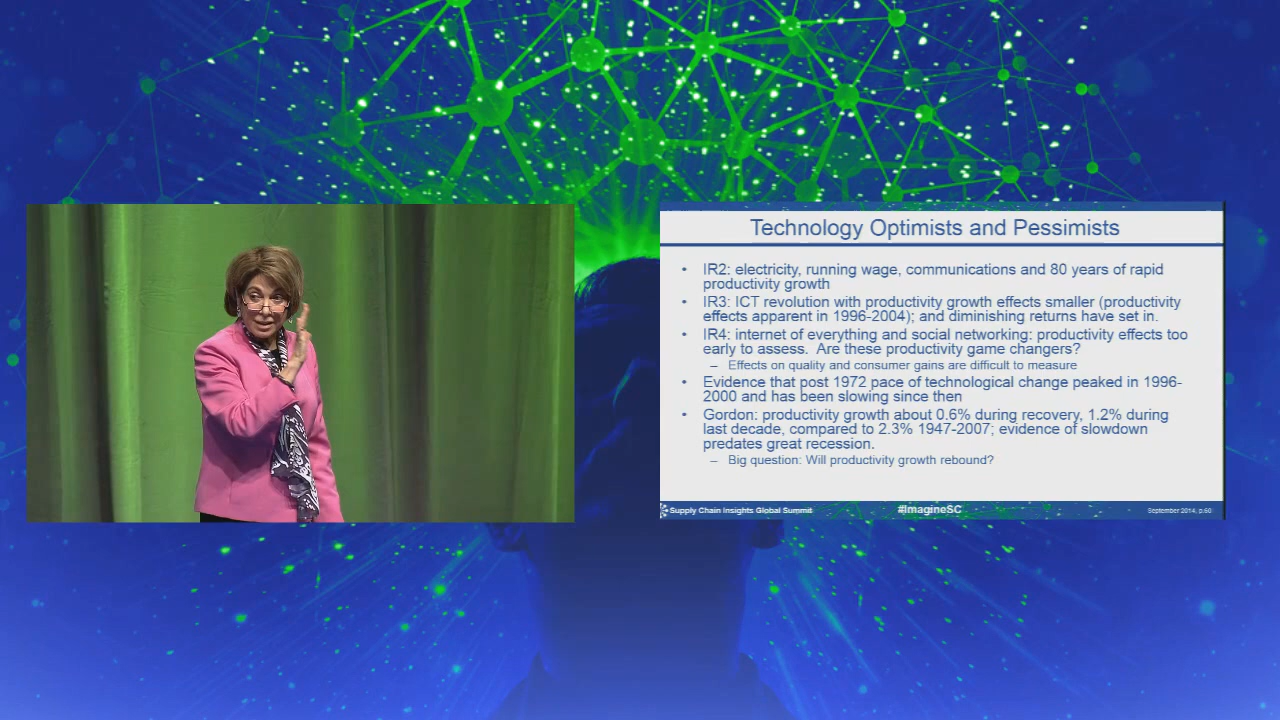 Technology Optimists and Pessimists
• IR2: electricity, running wage, communications and 80 years of rapid
productivity growth
• IR3: ICT revolution with productivity growth effects smaller (productivity
effects apparent in 1996-2004); and diminishing returns have set in.
• IR4: internet of everything and social networking: productivity effects too
early to assess. Are these productivity game changers?
– Effects on quality and consumer gains are difficult to measure
• Evidence that post 1972 pace of technological change peaked in 1996-
2000 and has been slowing since then
• Gordon: productivity growth about 0.6% during recovery, 1.2% during
last decade, compared to 2.3% 1947-2007; evidence of slowdown
predates great recession.
– Big question: Will productivity growth rebound?
Supply Chain Insights Global Summit
#ImagineSC
September 2014, p.60